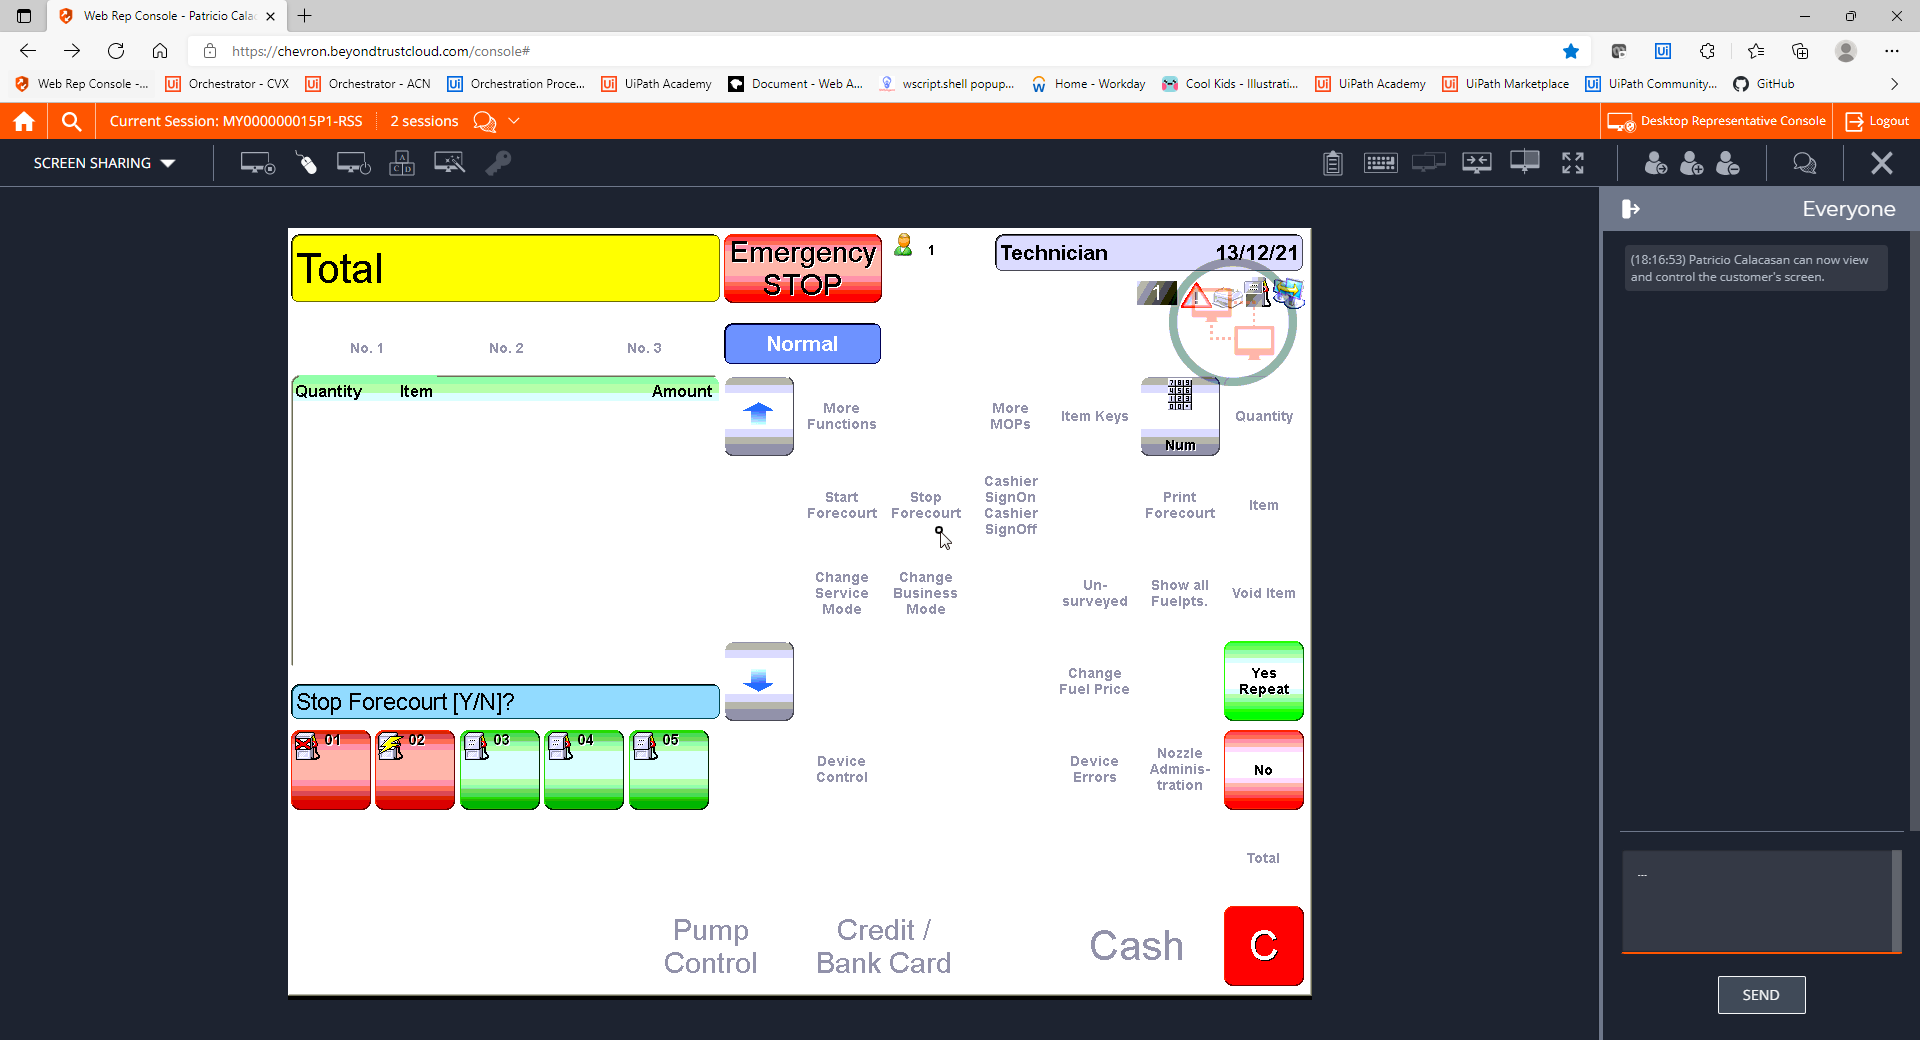 Web Rep Console - Patricio Cala
https://chevron.beyondtrustcloud.com/console#
Web Rep Console -...
Orchestrator - CVX
Orchestrator - ACN
Orchestration Proce...
UiPath Academy
Document - Web A...
wscript.shell popup...
Home - Workday
Cool Kids - Illustrati...
UiPath Academy
UiPath Marketplace
UiPath Community...
GitHub
Current Session: MY000000015P1-RSS
2 sessions
Desktop Representative Console
Logout
SCREEN SHARING
Everyone
(18:16:53) Patricio Calacasan can now view
and control the customer's screen.
Total
Emergency
STOP
1
Technician
13/12/21
1
No. 1
No. 2
No. 3
Normal
Quantity
Item
Amount
More
Functions
More
MOPs
Item Keys
Num
Quantity
Start
Forecourt
Stop
Forecourt
Cashier
SignOn
Cashier
SignOff
Print
Forecourt
Item
Change
Service
Mode
Change
Business
Mode
Un-
surveyed
Show all
Fuelpts.
Void Item
Change
Fuel Price
Yes
Repeat
Stop Forecourt [Y/N]?
01
02
03
04
05
Device
Control
Device
Errors
Nozzle
Adminis-
tration
No
Total
Pump
Control
Credit /
Bank Card
Cash
C
...
SEND